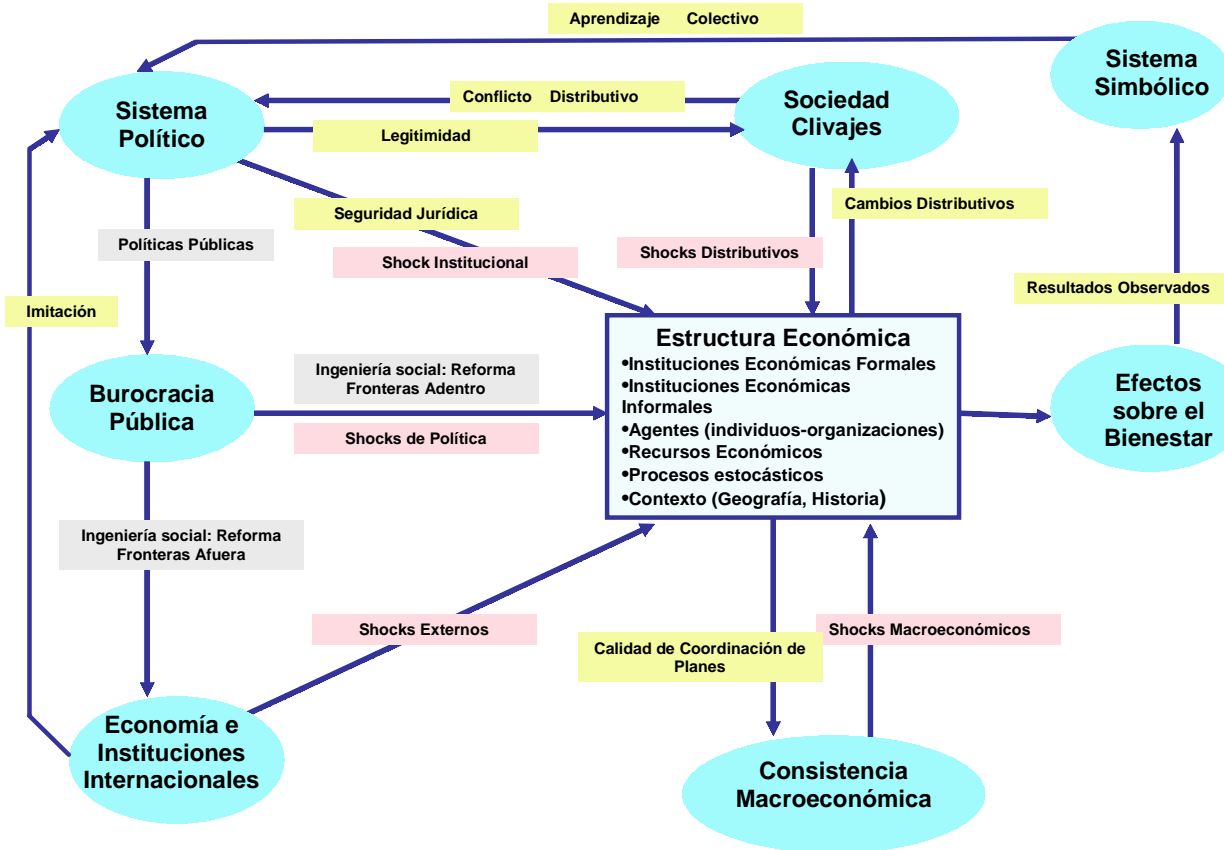 Aprendizaje Colectivo
Sistema
Simbólico
Sistema
Político
Conflicto Distributivo
Legitimidad
Sociedad
Clivajes
Seguridad Jurídica
Cambios Distributivos
Políticas Públicas
Shock Institucional
Shocks Distributivos
Imitación
Resultados Observados
Burocracia
Pública
Ingeniería social: Reforma
Fronteras Adentro
Shocks de Política
Estructura Económica
•Instituciones Económicas Formales
•Instituciones Económicas
Informales
•Agentes (individuos-organizaciones)
•Recursos Económicos
•Procesos estocásticos
•Contexto (Geografía, Historia)
Efectos
sobre el
Bienestar
Ingeniería social: Reforma
Fronteras Afuera
Shocks Externos
Calidad de Coordinación de
Planes
Shocks Macroeconómicos
Economía e
Instituciones
Internacionales
Consistencia
Macroeconómica